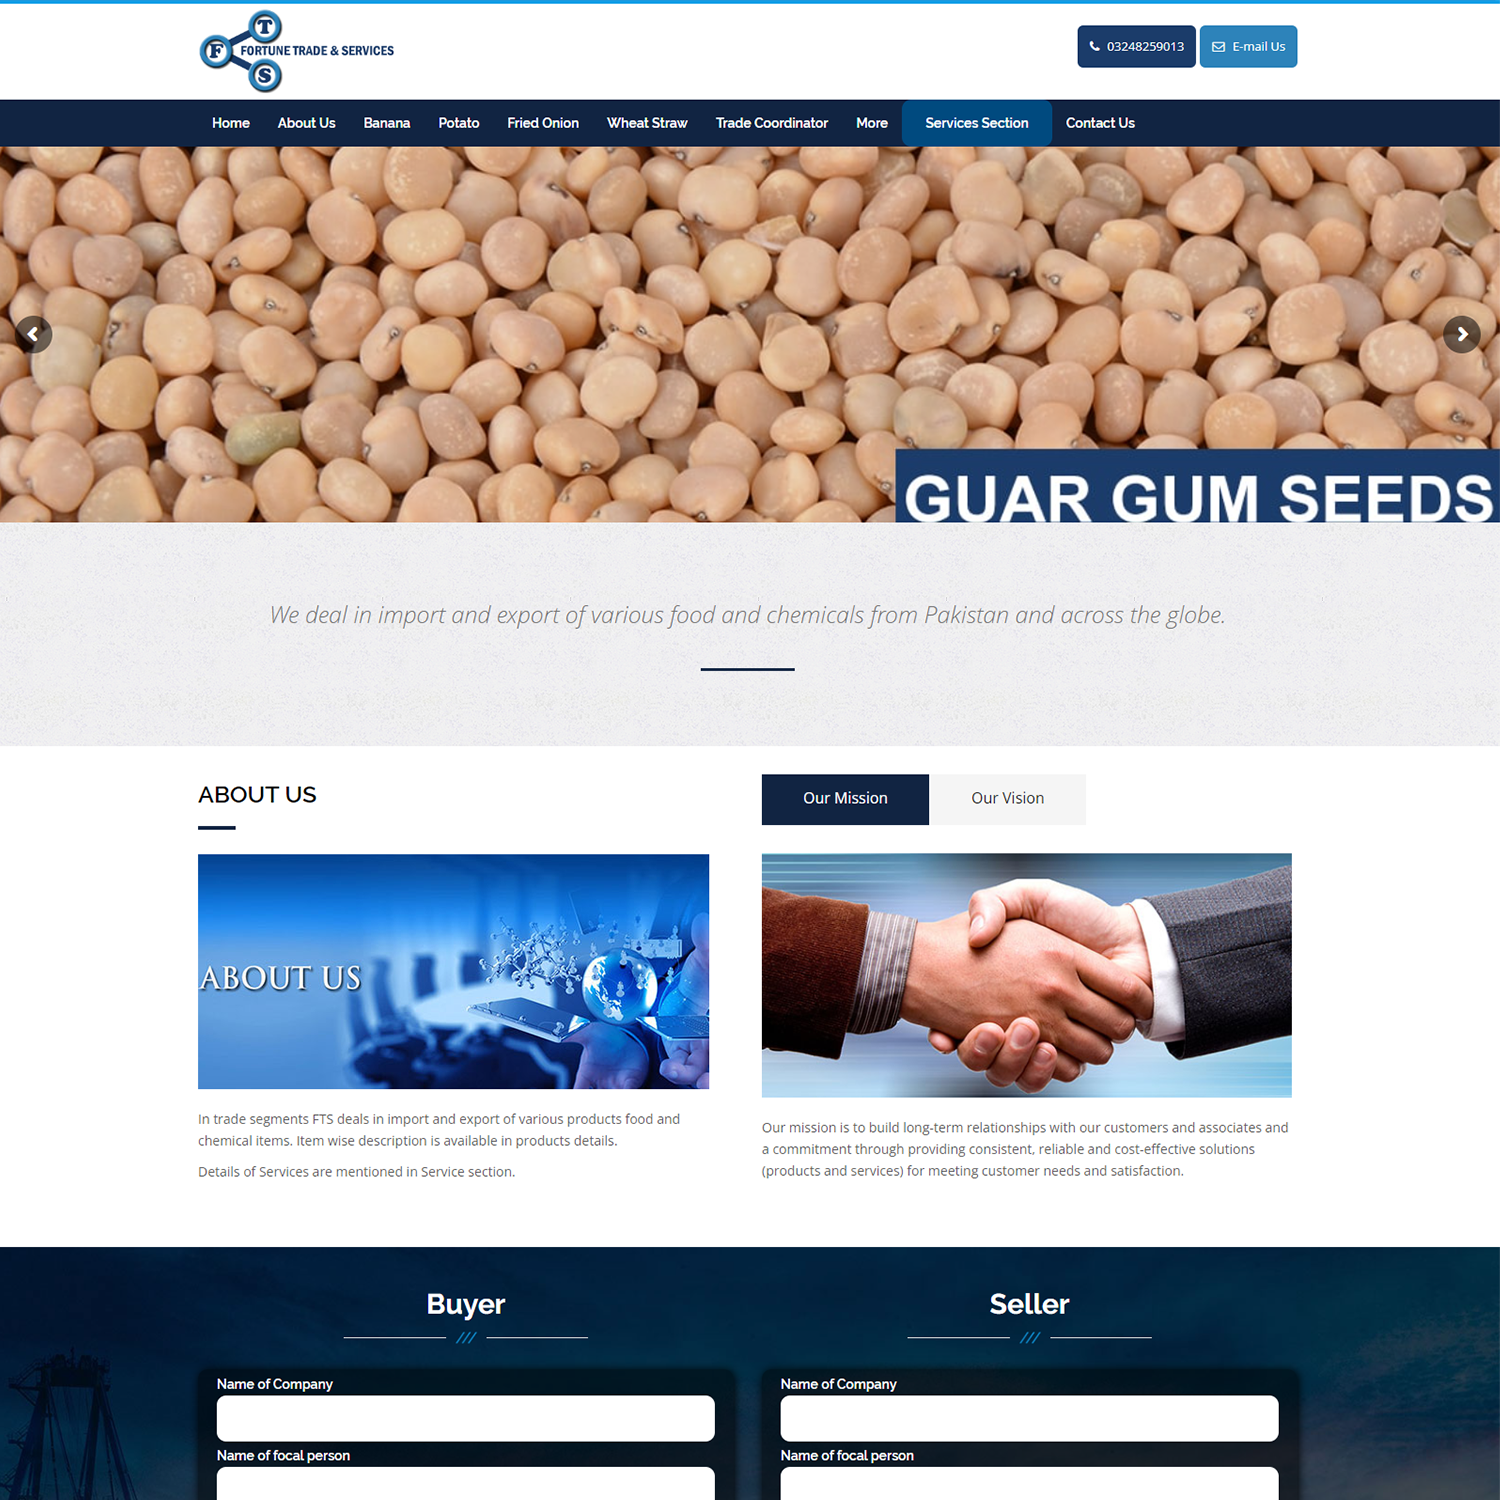 T
F
S
FORTUNE TRADE & SERVICES
03248259013
E-mail Us
Home
About Us
Banana
Potato
Fried Onion
Wheat Straw
Trade Coordinator
More
Services Section
Contact Us
GUAR GUM SEEDS
We deal in import and export of various food and chemicals from Pakistan and across the globe.
ABOUT US
ABOUT US
In trade segments FTS deals in import and export of various products food and
chemical items. Item wise description is available in products details.
Details of Services are mentioned in Service section.
Our Mission
Our Vision
Our mission is to build long-term relationships with our customers and associates and
a commitment through providing consistent, reliable and cost-effective solutions
(products and services) for meeting customer needs and satisfaction.
Buyer
Name of Company
Name of focal person
Seller
Name of Company
Name of focal person